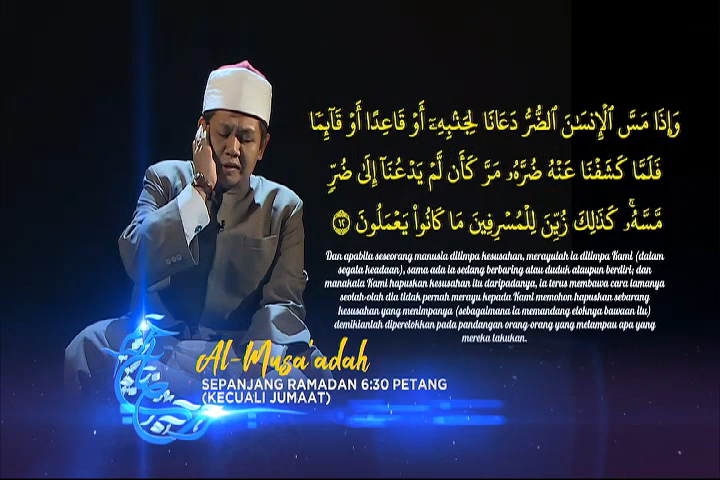 وَإِذَا مَسَّ ٱلْإِنسَٰنَ ٱلضُّرُّ دَعَانَا لِجَنۢبِهِۦٓ أَوْ قَاعِدًا أَوْ قَآئِمًا
فَلَمَّا كَشَفْنَا عَنْهُ ضُرَّهُۥ مَرَّ كَأَن لَّمْ يَدْعُنَآ إِلَىٰ ضُرٍّ
مَّسَّهُۥ ۚ كَذَٰلِكَ زُيِّنَ لِلْمُسْرِفِينَ مَا كَانُوا۟ يَعْمَلُونَ ١٢
Dan apabila seseorang manusia ditimpa kesusahan, merayulah ia ditimpa Kami (dalam
segala keadaan), sama ada ia sedang berbaring atau duduk ataupun berdiri; dan
manakala Kami hapuskan kesusahan itu daripadanya, ia terus membawa cara lamanya
seolah-olah dia tidak pernah merayu kepada Kami memohon hapuskan sebarang
kesusahan yang menimpanya (sebagaimana ia memandang eloknya bawaan itu)
demikianlah diperelokkan pada pandangan orang-orang yang melampau apa yang
mereka lakukan.
Al-Musa'adah
SEPANJANG RAMADAN 6:30 PETANG
(KECUALI JUMAAT)